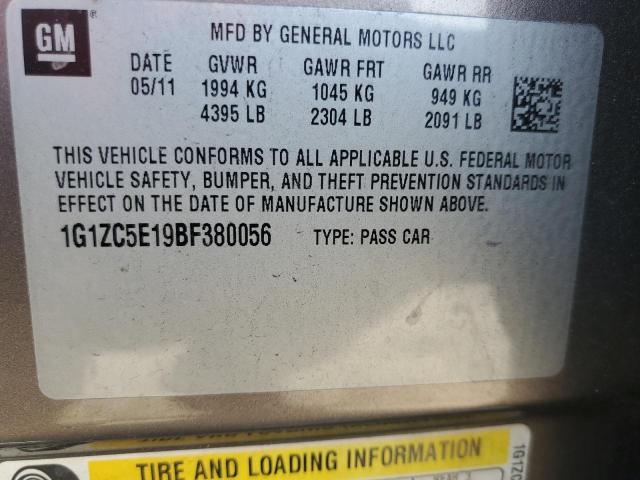 GM
MFD BY GENERAL MOTORS LLC
DATE GVWR GAWR FRT GAWR RR
05/11 1994 KG 1045 KG 949 KG
4395 LB 2304 LB 2091 LB
THIS VEHICLE CONFORMS TO ALL APPLICABLE U.S. FEDERAL MOTOR
VEHICLE SAFETY, BUMPER, AND THEFT PREVENTION STANDARDS IN
EFFECT ON THE DATE OF MANUFACTURE SHOWN ABOVE.
1G1ZC5E19BF380056 TYPE: PASS CAR
TIRE AND LOADING INFORMATION
1G1ZC